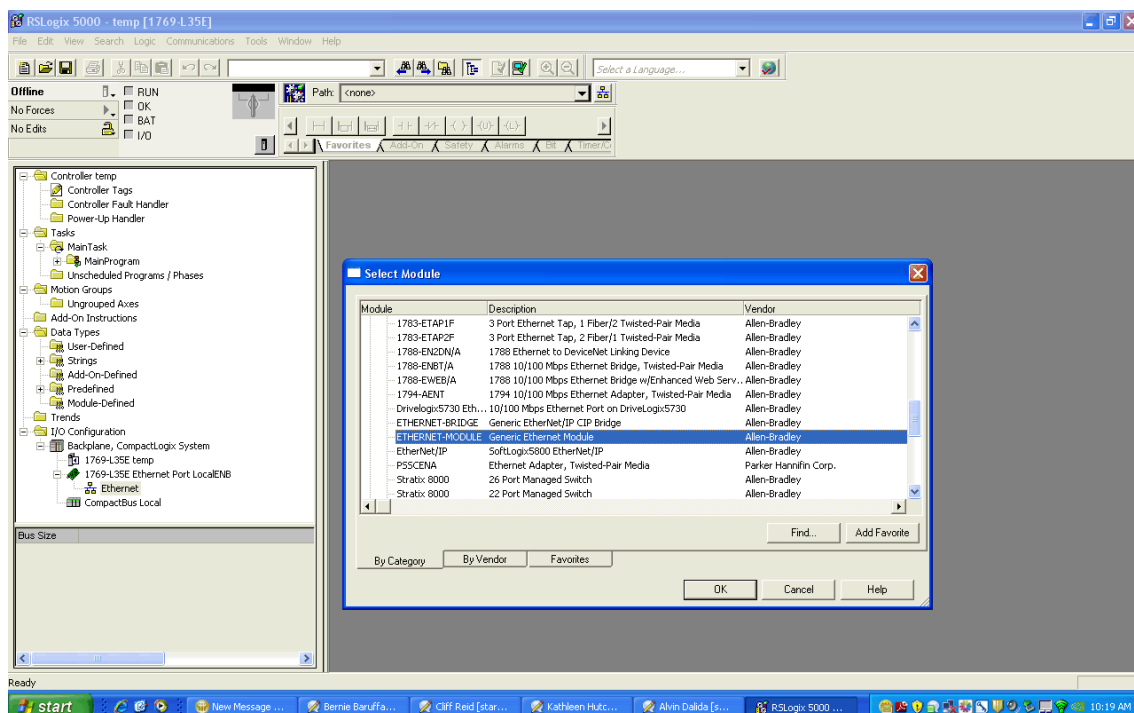 RSLogix 5000 - temp [1769-L35E]
File Edit View Search Logic Communications Tools Window Help
Select a Language...
Offline
RUN
Path: <none>
No Forces
OK
No Edits
BAT
I/O
Favorites Add-On Safety Alarms Bit Timer/C
Controller temp
Controller Tags
Controller Fault Handler
Power-Up Handler
Tasks
MainTask
MainProgram
Unscheduled Programs / Phases
Motion Groups
Ungrouped Axes
Add-On Instructions
Data Types
User-Defined
Strings
Add-On-Defined
Predefined
Module-Defined
Trends
I/O Configuration
Backplane, CompactLogix System
1769-L35E temp
1769-L35E Ethernet Port LocalENB
Ethernet
CompactBus Local
Bus Size
Select Module
Module Description Vendor
1783-ETAP1F 3 Port Ethernet Tap, 1 Fiber/2 Twisted-Pair Media Allen-Bradley
1783-ETAP2F 3 Port Ethernet Tap, 2 Fiber/1 Twisted-Pair Media Allen-Bradley
1788-EN2DN/A 1788 Ethernet to DeviceNet Linking Device Allen-Bradley
1788-ENBT/A 1788 10/100 Mbps Ethernet Bridge, Twisted-Pair Media Allen-Bradley
1788-EWEB/A 1788 10/100 Mbps Ethernet Bridge w/Enhanced Web Serv.. Allen-Bradley
1794-AENT 1794 10/100 Mbps Ethernet Adapter, Twisted-Pair Media Allen-Bradley
Drivelogix5730 Eth... 10/100 Mbps Ethernet Port on DriveLogix5730 Allen-Bradley
ETHERNET-BRIDGE Generic EtherNet/IP CIP Bridge Allen-Bradley
ETHERNET-MODULE Generic Ethernet Module Allen-Bradley
EtherNet/IP SoftLogix5800 EtherNet/IP Allen-Bradley
PSSCENA Ethernet Adapter, Twisted-Pair Media Parker Hannifin Corp.
Stratix 8000 26 Port Managed Switch Allen-Bradley
Stratix 8000 22 Port Managed Switch Allen-Bradley
Find... Add Favorite
By Category By Vendor Favorites
OK Cancel Help
Ready
start New Message ... Bernie Baruffa... Cliff Reid [star... Kathleen Hutc... Alvin Dalida [s... RSLogix 5000 ... 10:19 AM